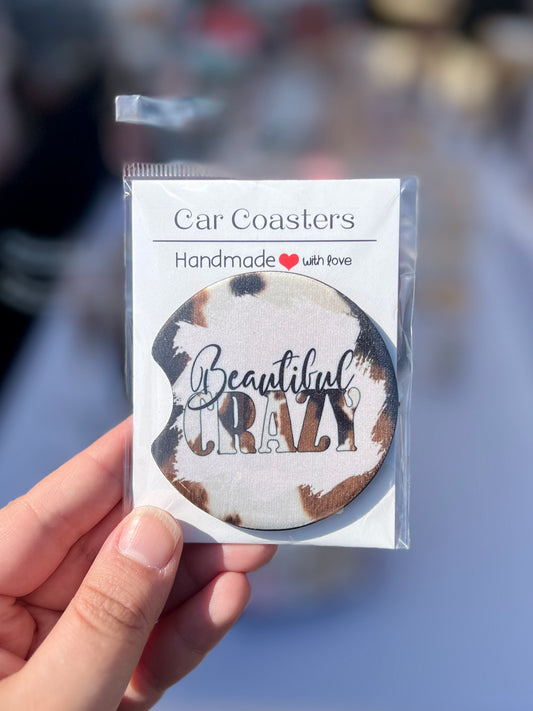 Car Coasters
Handmade with love
Beautiful
CRAZY